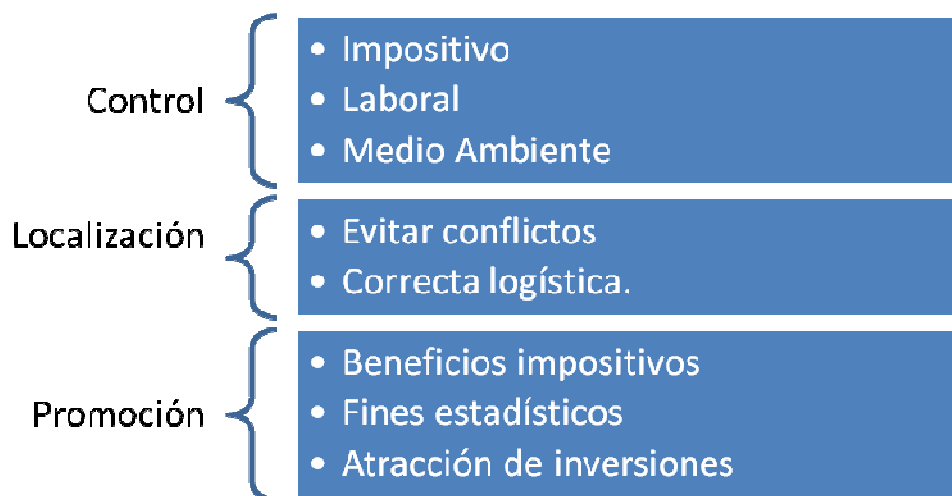 Control
• Impositivo
• Laboral
• Medio Ambiente
Localización
• Evitar conflictos
• Correcta logística.
Promoción
• Beneficios impositivos
• Fines estadísticos
• Atracción de inversiones